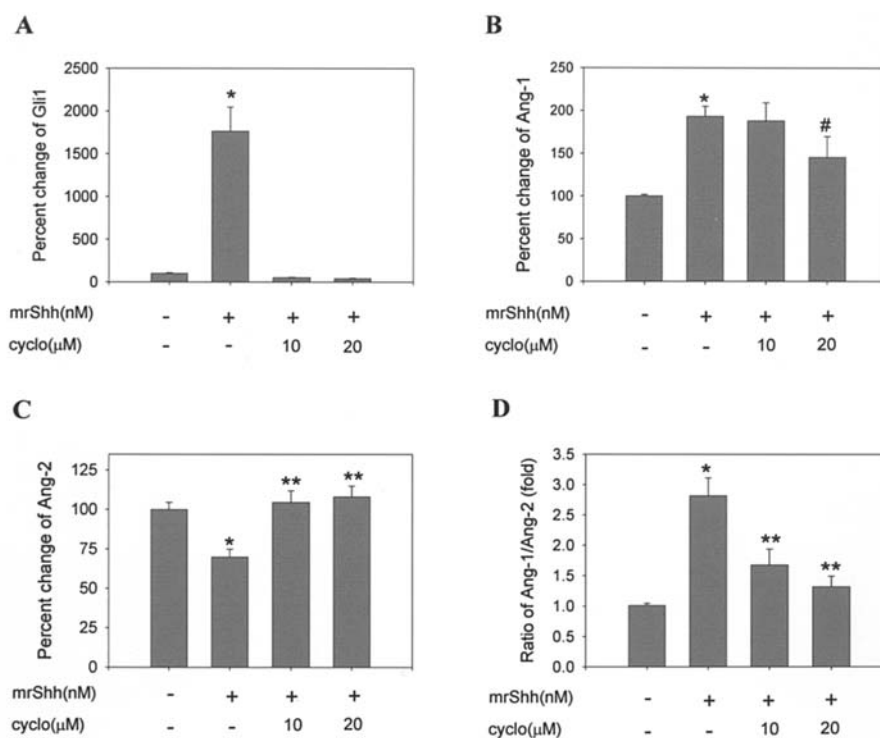 A
Percent change of Gli1
2500
2000
1500
1000
500
0
*
mrShh(nM) - + + +
cyclo(μM) - - 10 20
B
Percent change of Ang-1
250
200
150
100
50
0
*
#
mrShh(nM) - + + +
cyclo(μM) - - 10 20
C
Percent change of Ang-2
125
100
75
50
25
0
*
**
**
mrShh(nM) - + + +
cyclo(μM) - - 10 20
D
Ratio of Ang-1/Ang-2 (fold)
3.5
3.0
2.5
2.0
1.5
1.0
0.5
0.0
*
**
**
mrShh(nM) - + + +
cyclo(μM) - - 10 20